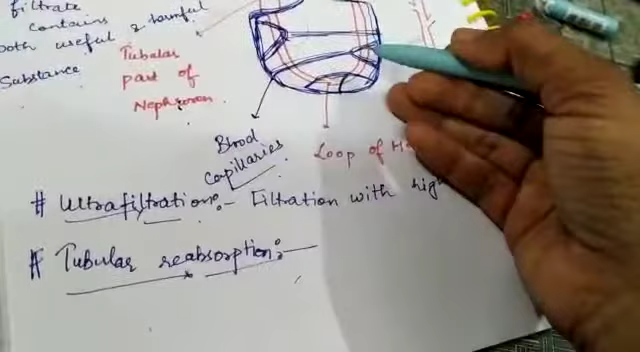 filtrate
contains
both useful & harmful
Substance
Tubular
part of
Nephron
Blood
capillaries
Loop of H
# Ultrafiltration:- Filtration with hig
# Tubular reabsorption:-